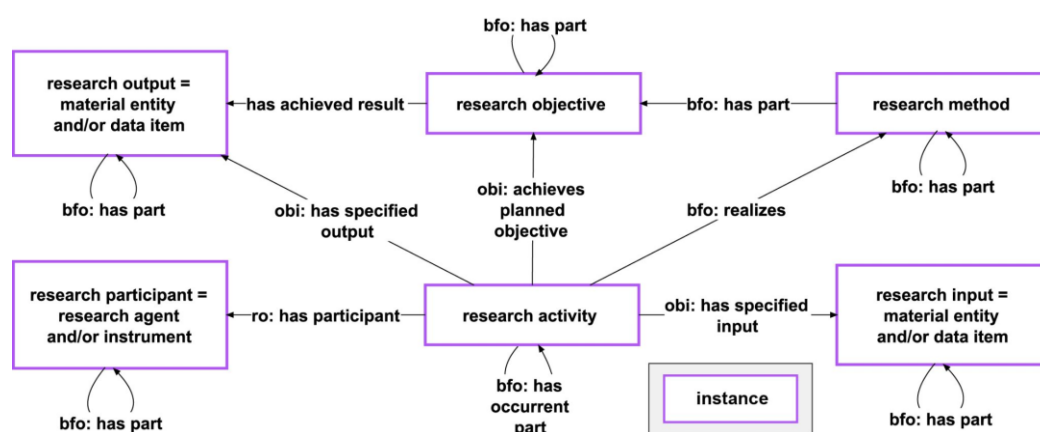 bfo: has part
research output =
material entity
and/or data item
has achieved result
research objective
bfo: has part
research method
bfo: has part
obi: has specified
output
obi: achieves
planned
objective
bfo: realizes
bfo: has part
research participant =
research agent
and/or instrument
ro: has participant
research activity
obi: has specified
input
research input =
material entity
and/or data item
bfo: has part
bfo: has
occurrent
part
instance
bfo: has part